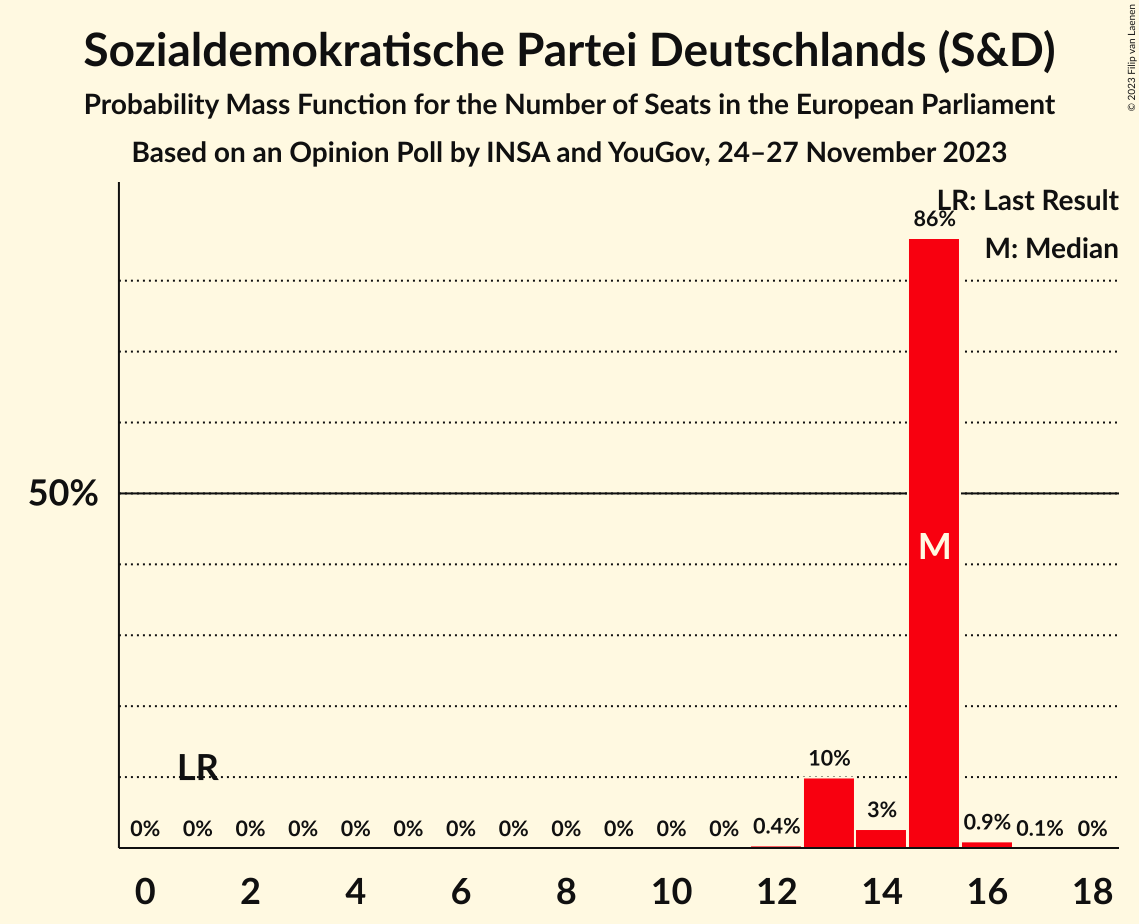 Sozialdemokratische Partei Deutschlands (S&D)
Probability Mass Function for the Number of Seats in the European Parliament
Based on an Opinion Poll by INSA and YouGov, 24–27 November 2023
© 2023 Filip van Laenen
LR: Last Result
M: Median
86%
50%
M
LR
10%
0% 0% 0% 0% 0% 0% 0% 0% 0% 0% 0% 0% 0.4% 3% 0.9% 0.1% 0%
0 2 4 6 8 10 12 14 16 18